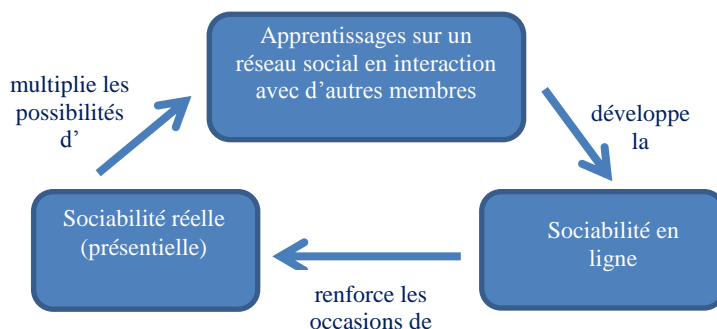 Apprentissages sur un
réseau social en interaction
avec d’autres membres
multiplie les
possibilités
d’
développe
la
Sociabilité réelle
(présentielle)
Sociabilité en
ligne
renforce les
occasions de